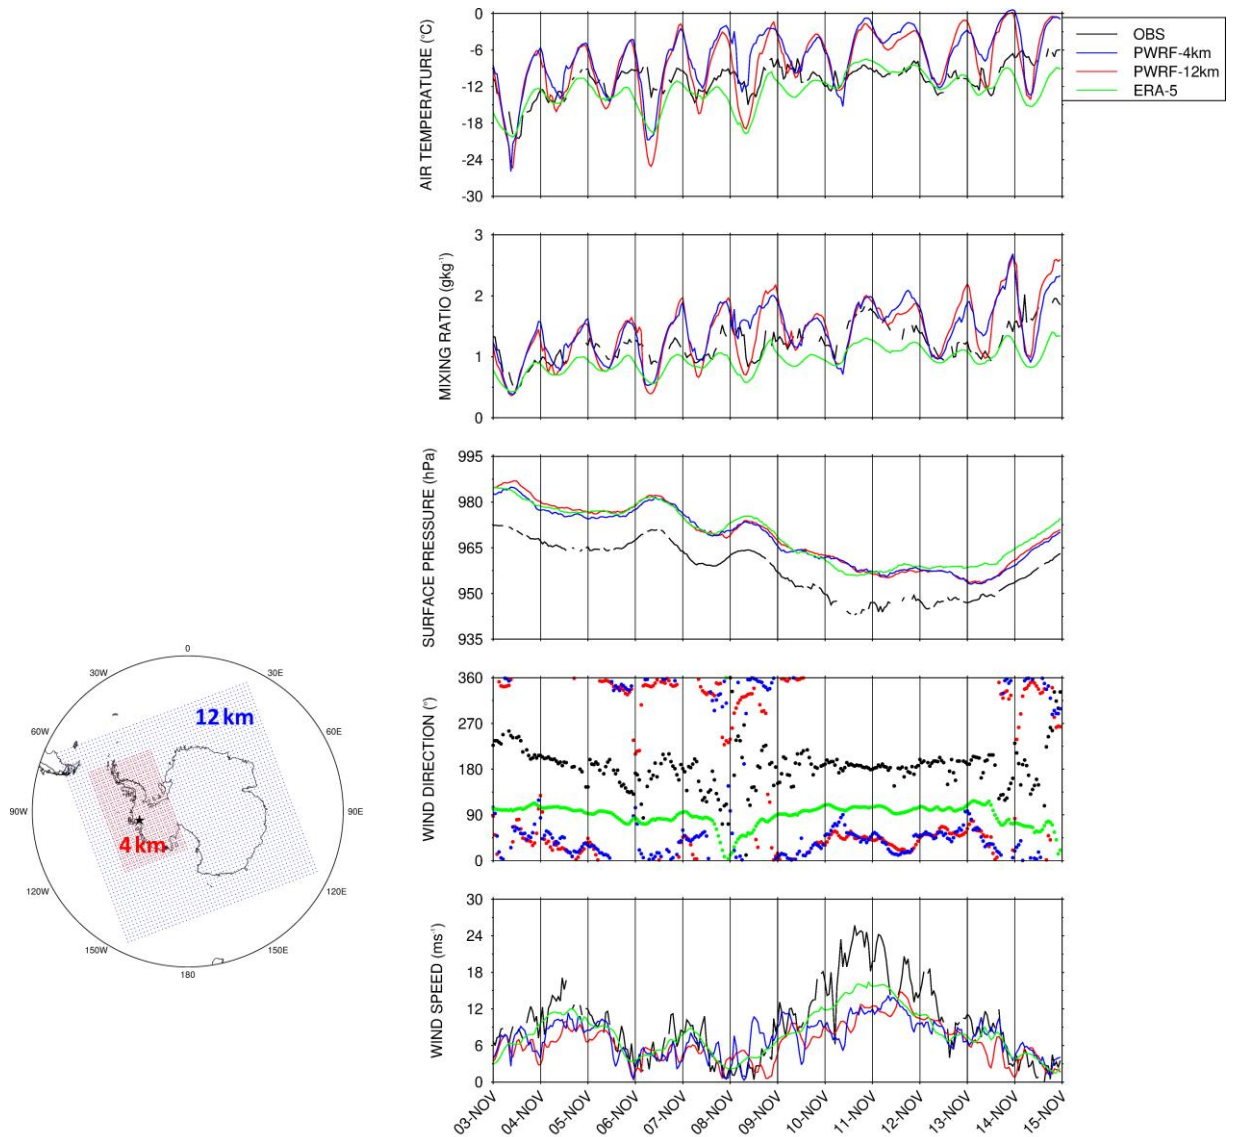 0
-6
-12
-18
-24
-30
AIR TEMPERATURE (°C)
OBS
PWRF-4km
PWRF-12km
ERA-5
3
2
1
0
MIXING RATIO (gkg⁻¹)
995
980
965
950
935
SURFACE PRESSURE (hPa)
360
270
180
90
0
WIND DIRECTION (°)
30
24
18
12
6
0
WIND SPEED (ms⁻¹)
03-NOV
04-NOV
05-NOV
06-NOV
07-NOV
08-NOV
09-NOV
10-NOV
11-NOV
12-NOV
13-NOV
14-NOV
15-NOV
0
30W
30E
12 km
60W
60E
90W
90E
4 km
120W
120E
150W
150E
180